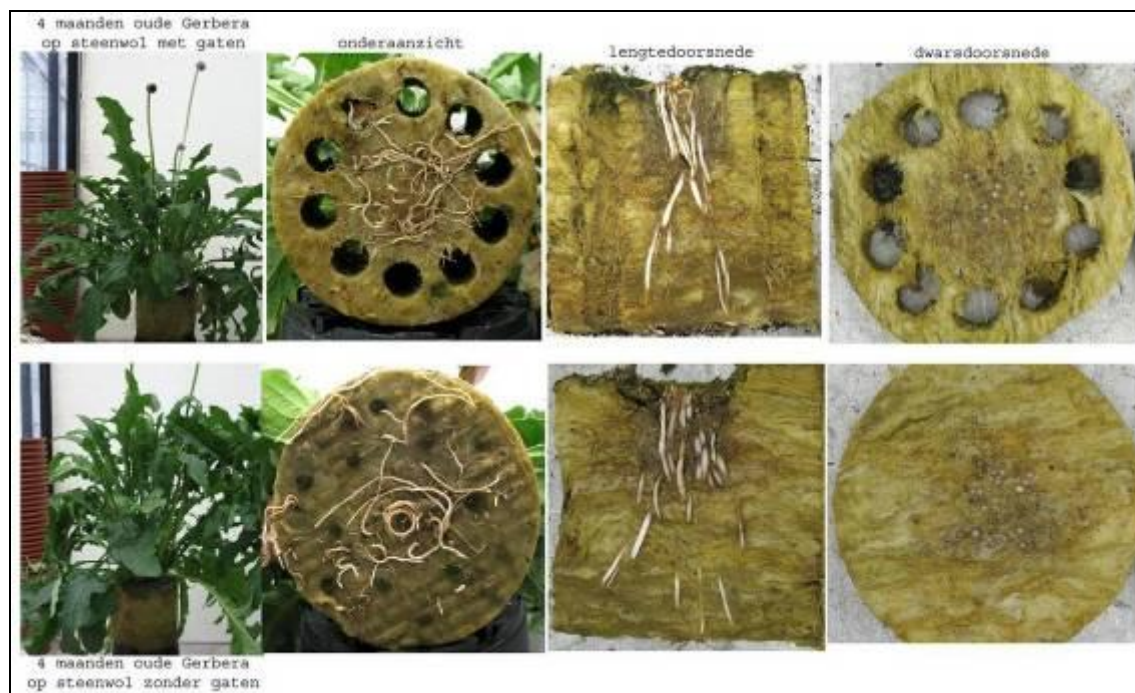 4 maanden oude Gerbera
op steenwol met gaten
onderaanzicht
lengtedoorsnede
dwarsdoorsnede
4 maanden oude Gerbera
op steenwol zonder gaten